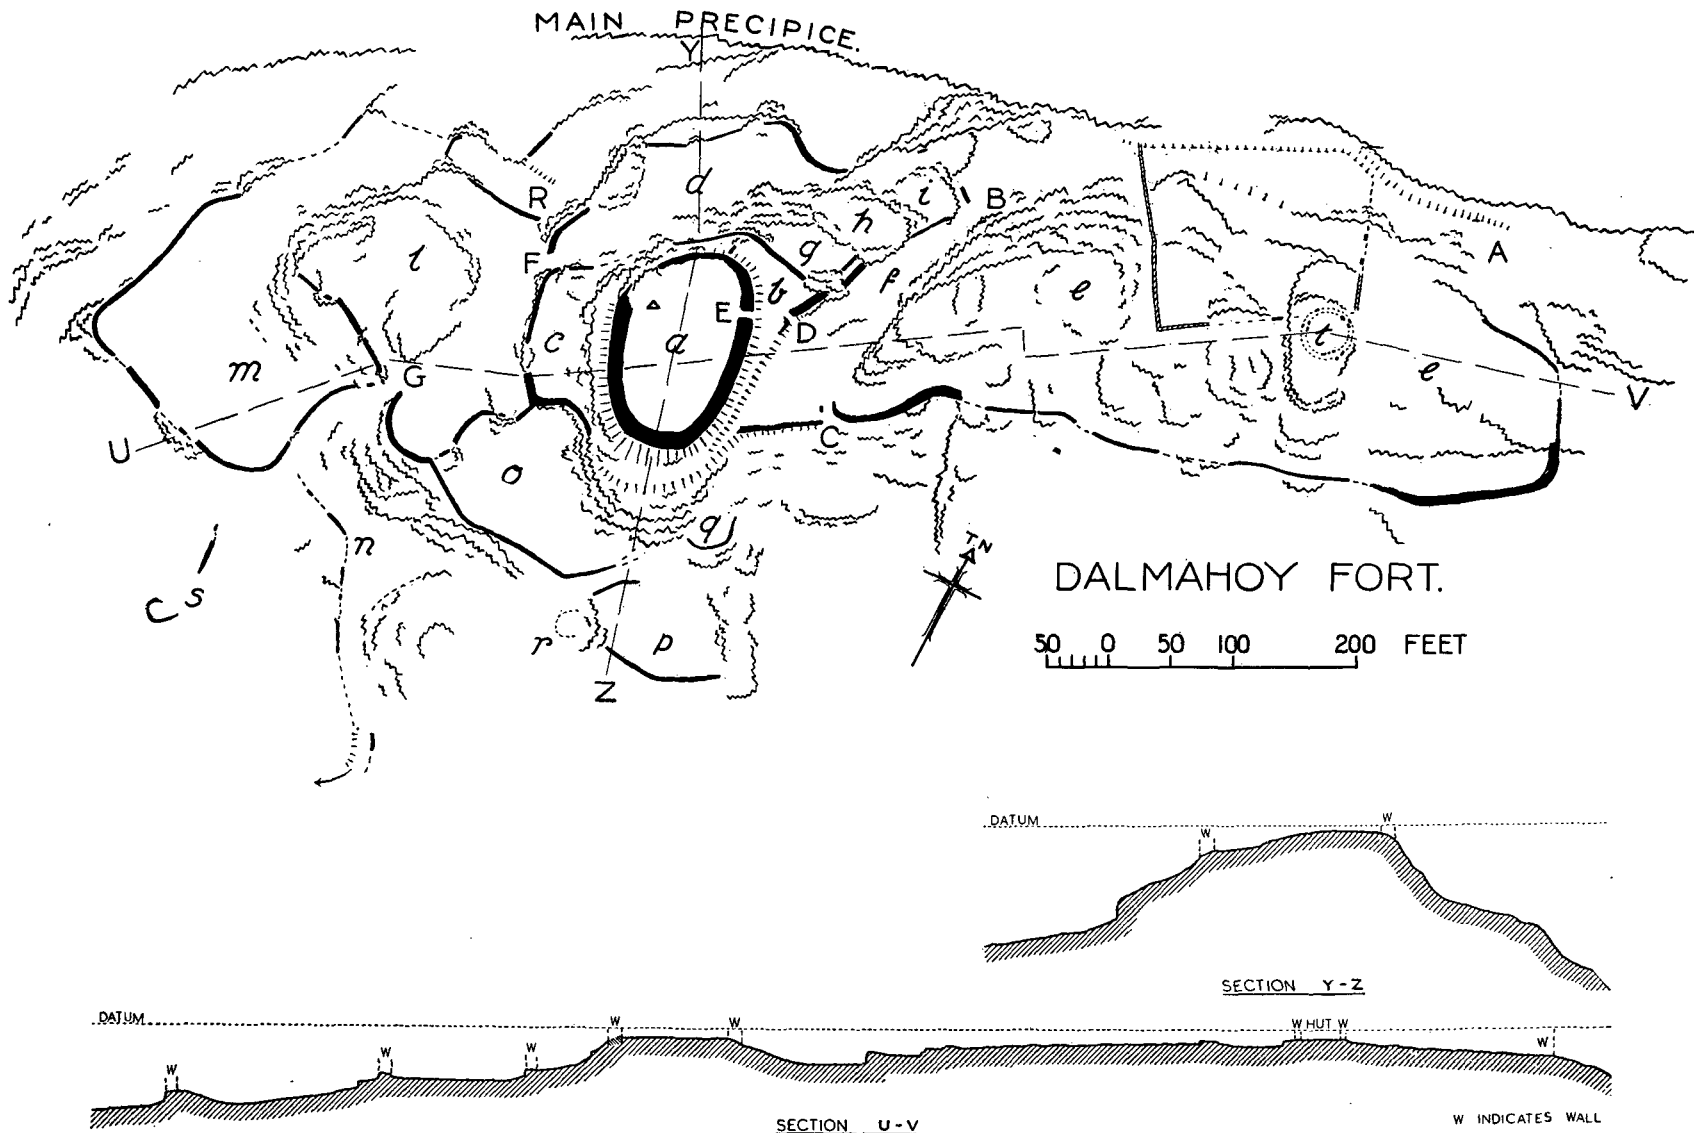 MAIN PRECIPICE.
Y
d
i
B
R
h
g
A
l
F
b
f
e
E
D
c
a
t
m
G
e
V
U
C
o
q
n
TN
DALMAHOY FORT.
C s
r
p
50 0 50 100 200 FEET
Z
DATUM
W
W
SECTION Y-Z
DATUM
W
W
W
W
W
W HUT W
W
SECTION U-V
W INDICATES WALL